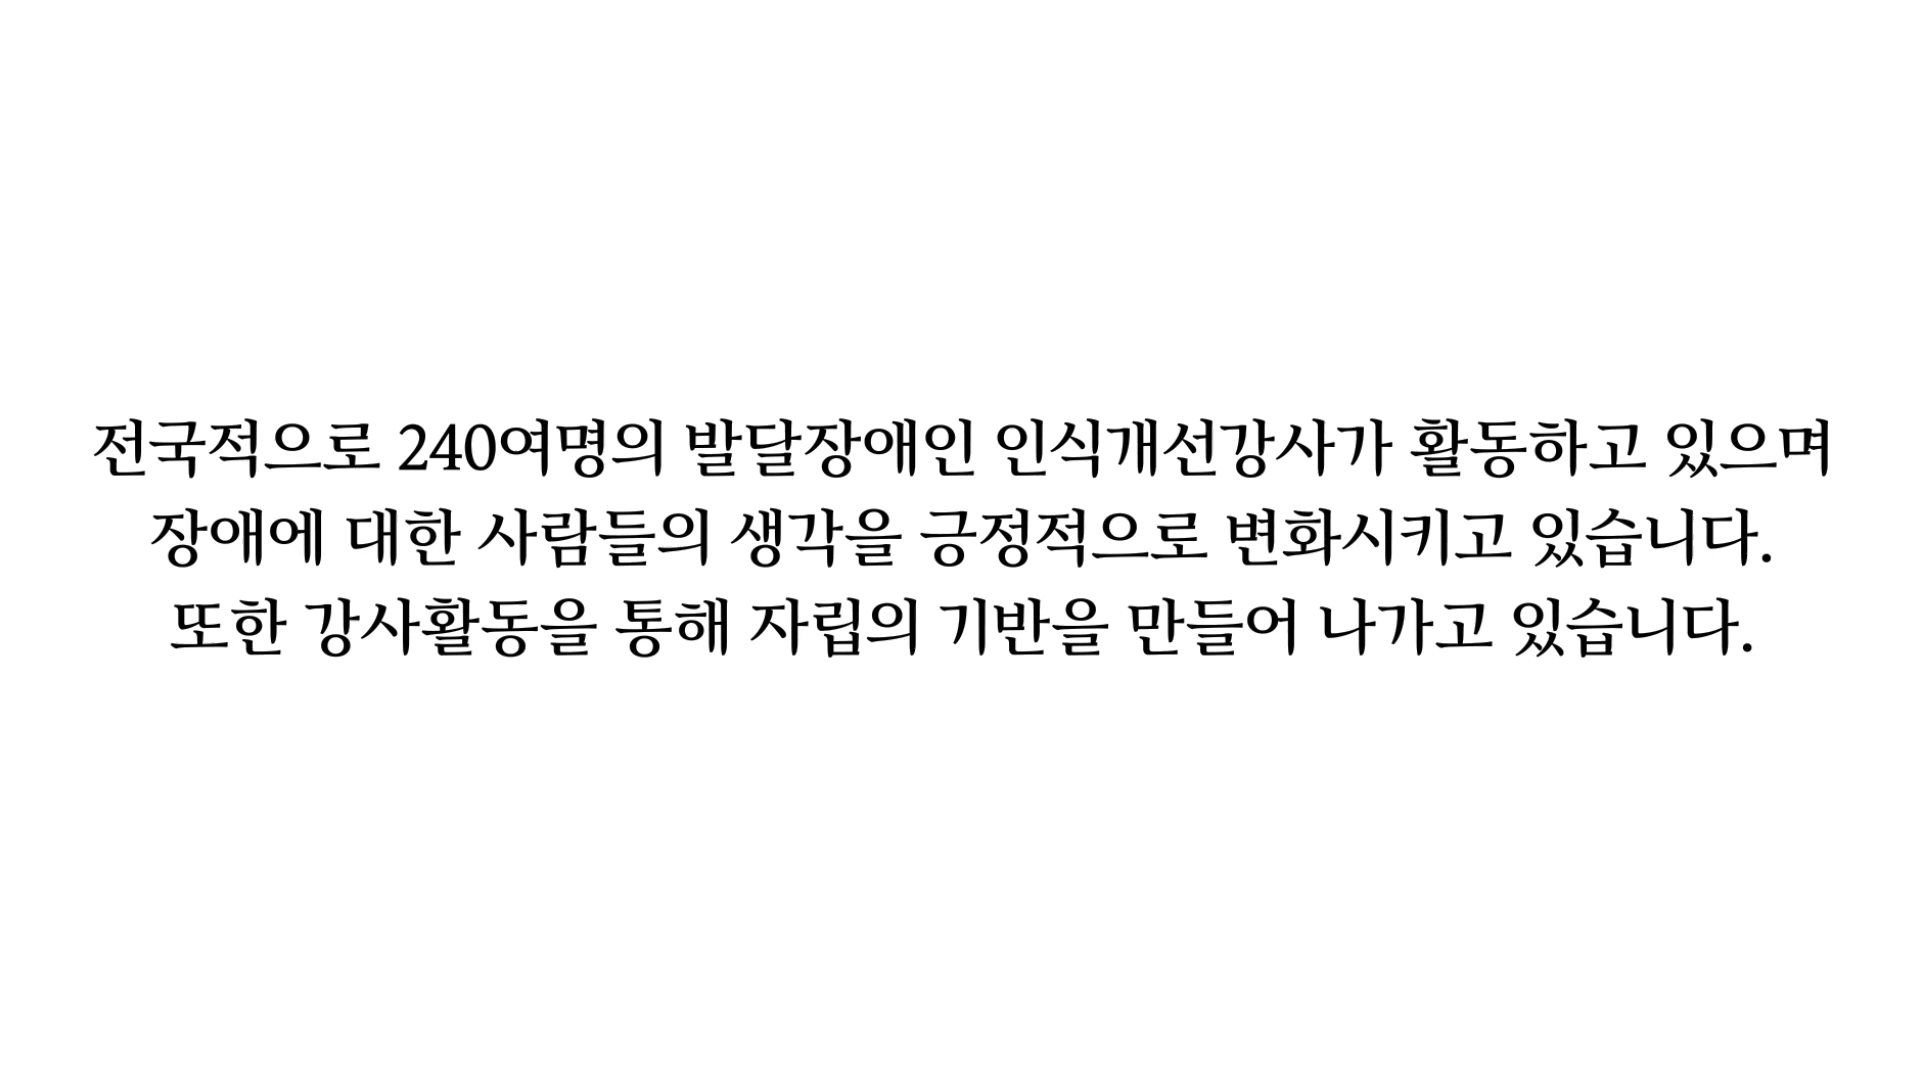 전국적으로 240여명의 발달장애인 인식개선강사가 활동하고 있으며
장애에 대한 사람들의 생각을 긍정적으로 변화시키고 있습니다.
또한 강사활동을 통해 자립의 기반을 만들어 나가고 있습니다.